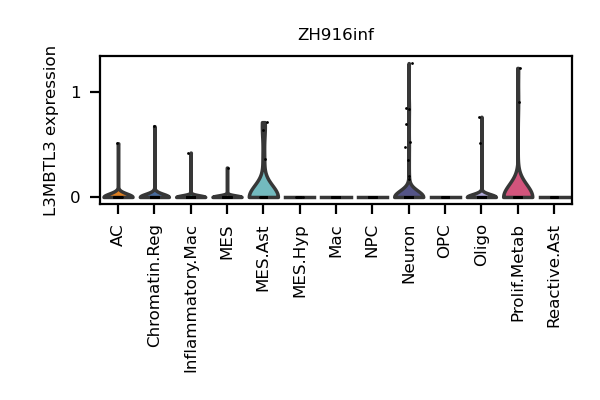 ZH916inf
L3MBTL3 expression
1
0
AC
Chromatin.Reg
Inflammatory.Mac
MES
MES.Ast
MES.Hyp
Mac
NPC
Neuron
OPC
Oligo
Prolif.Metab
Reactive.Ast